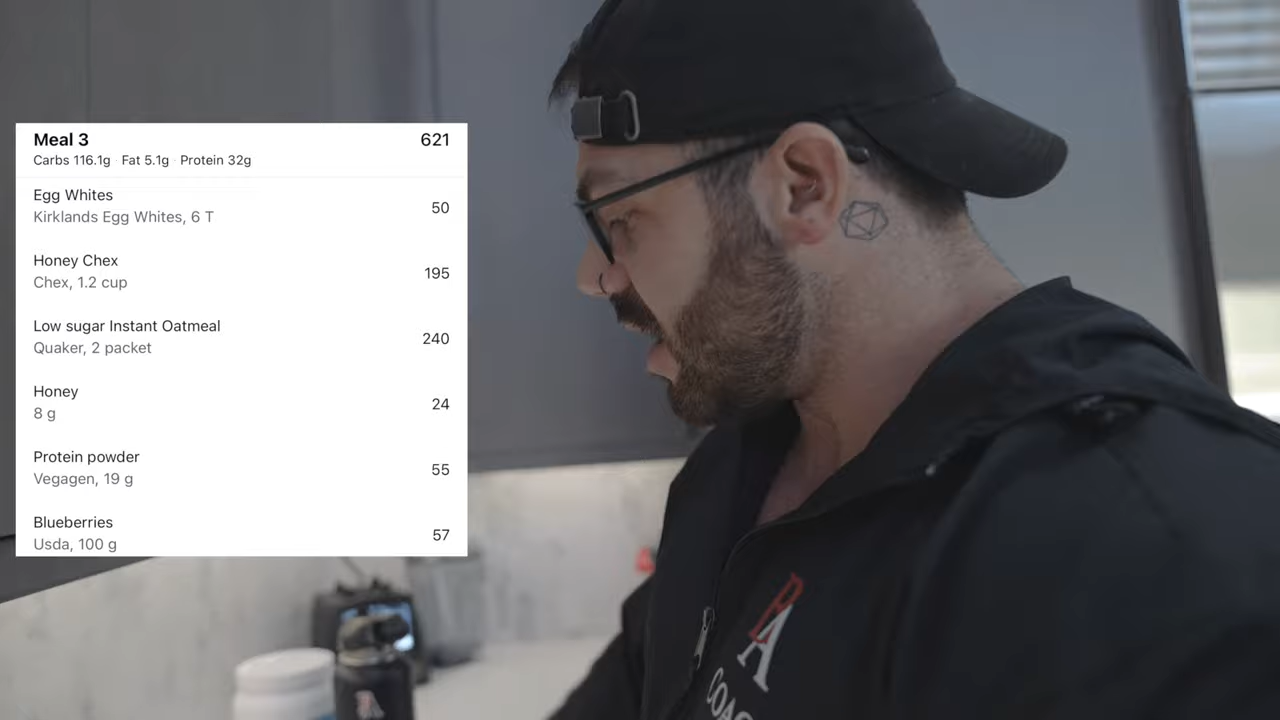 Meal 3
621
Carbs 116.1g · Fat 5.1g · Protein 32g
Egg Whites
Kirklands Egg Whites, 6 T
50
Honey Chex
Chex, 1.2 cup
195
Low sugar Instant Oatmeal
Quaker, 2 packet
240
Honey
8 g
24
Protein powder
Vegagen, 19 g
55
Blueberries
Usda, 100 g
57
RA